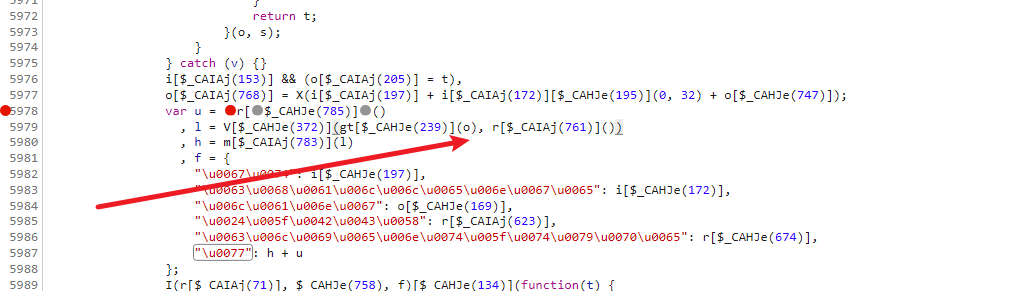 5971 }
5972 return t;
5973 }(o, s);
5974 }
5975 } catch (v) {}
5976 i[$_CAIAj(153)] && (o[$_CAIAj(205)] = t),
5977 o[$_CAIAj(768)] = X(i[$_CAIAj(197)] + i[$_CAIAj(172)][$_CAHJe(195)](0, 32) + o[$_CAHJe(747)]);
5978 var u = r[$_CAHJe(785)]()
5979 , l = V[$_CAHJe(372)](gt[$_CAHJe(239)](o), r[$_CAIAj(761)]())
5980 , h = m[$_CAIAj(783)](l)
5981 , f = {
5982 "\u0067\u0074": i[$_CAHJe(197)],
5983 "\u0063\u0068\u0061\u006c\u006c\u0065\u006e\u0067\u0065": i[$_CAHJe(172)],
5984 "\u006c\u0061\u006e\u0067": o[$_CAHJe(169)],
5985 "\u0024\u005f\u0042\u0043\u0058": r[$_CAIAj(623)],
5986 "\u0063\u006c\u0069\u0065\u006e\u0074\u005f\u0074\u0079\u0070\u0065": r[$_CAHJe(674)],
5987 "\u0077": h + u
5988 };
5989 I(r[$_CAIAj(71)], $_CAHJe(758), f)[$_CAHJe(134)](function(t) {